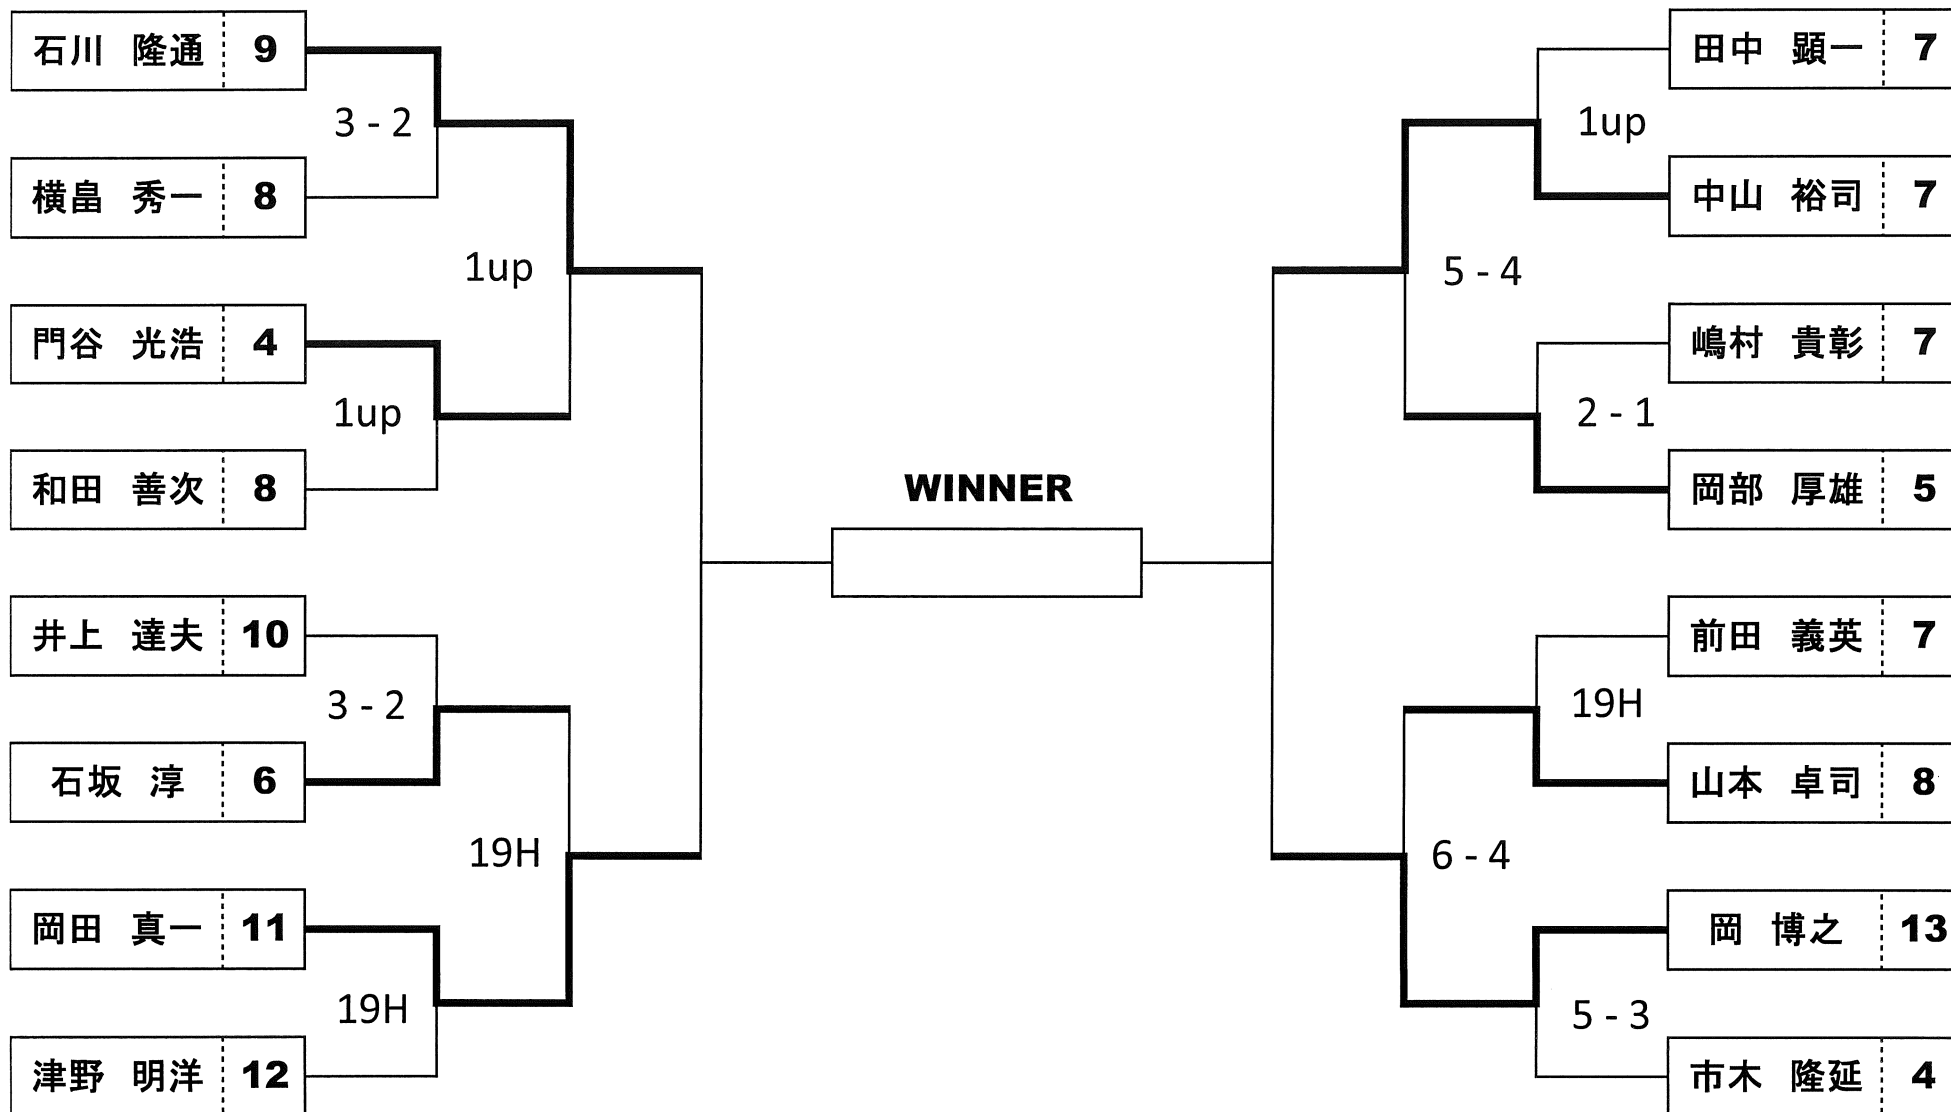 石川 隆通 9
3 - 2
横畠 秀一 8
1up
門谷 光浩 4
1up
和田 善次 8
井上 達夫 10
3 - 2
石坂 淳 6
19H
岡田 真一 11
19H
津野 明洋 12
WINNER
田中 顕一 7
1up
中山 裕司 7
5 - 4
嶋村 貴彰 7
2 - 1
岡部 厚雄 5
前田 義英 7
19H
山本 卓司 8
6 - 4
岡 博之 13
5 - 3
市木 隆延 4